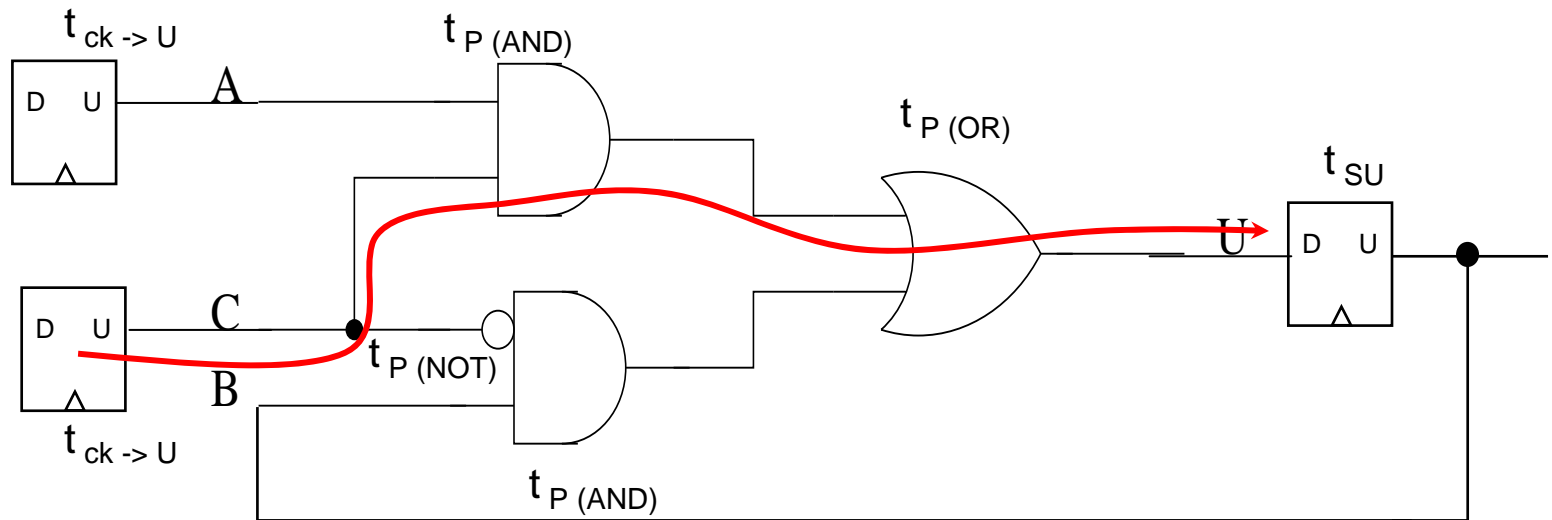 t ck -> U
t P (AND)
D U
A
t P (OR)
t SU
D U
U
D U
C
t P (NOT)
B
t ck -> U
t P (AND)